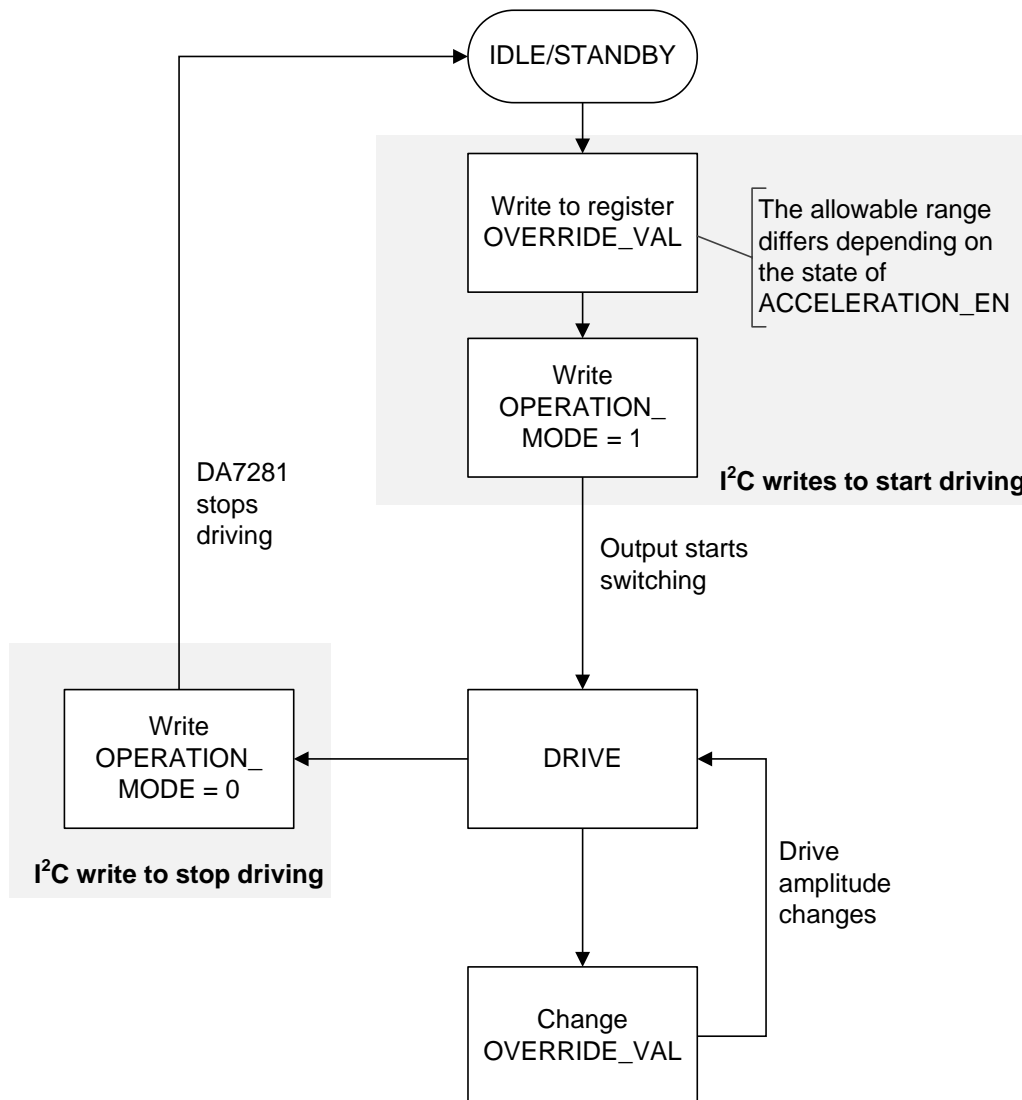 IDLE/STANDBY
Write to register
OVERRIDE_VAL
The allowable range
differs depending on
the state of
ACCELERATION_EN
Write
OPERATION_
MODE = 1
I²C writes to start driving
DA7281
stops
driving
Output starts
switching
Write
OPERATION_
MODE = 0
I²C write to stop driving
DRIVE
Drive
amplitude
changes
Change
OVERRIDE_VAL